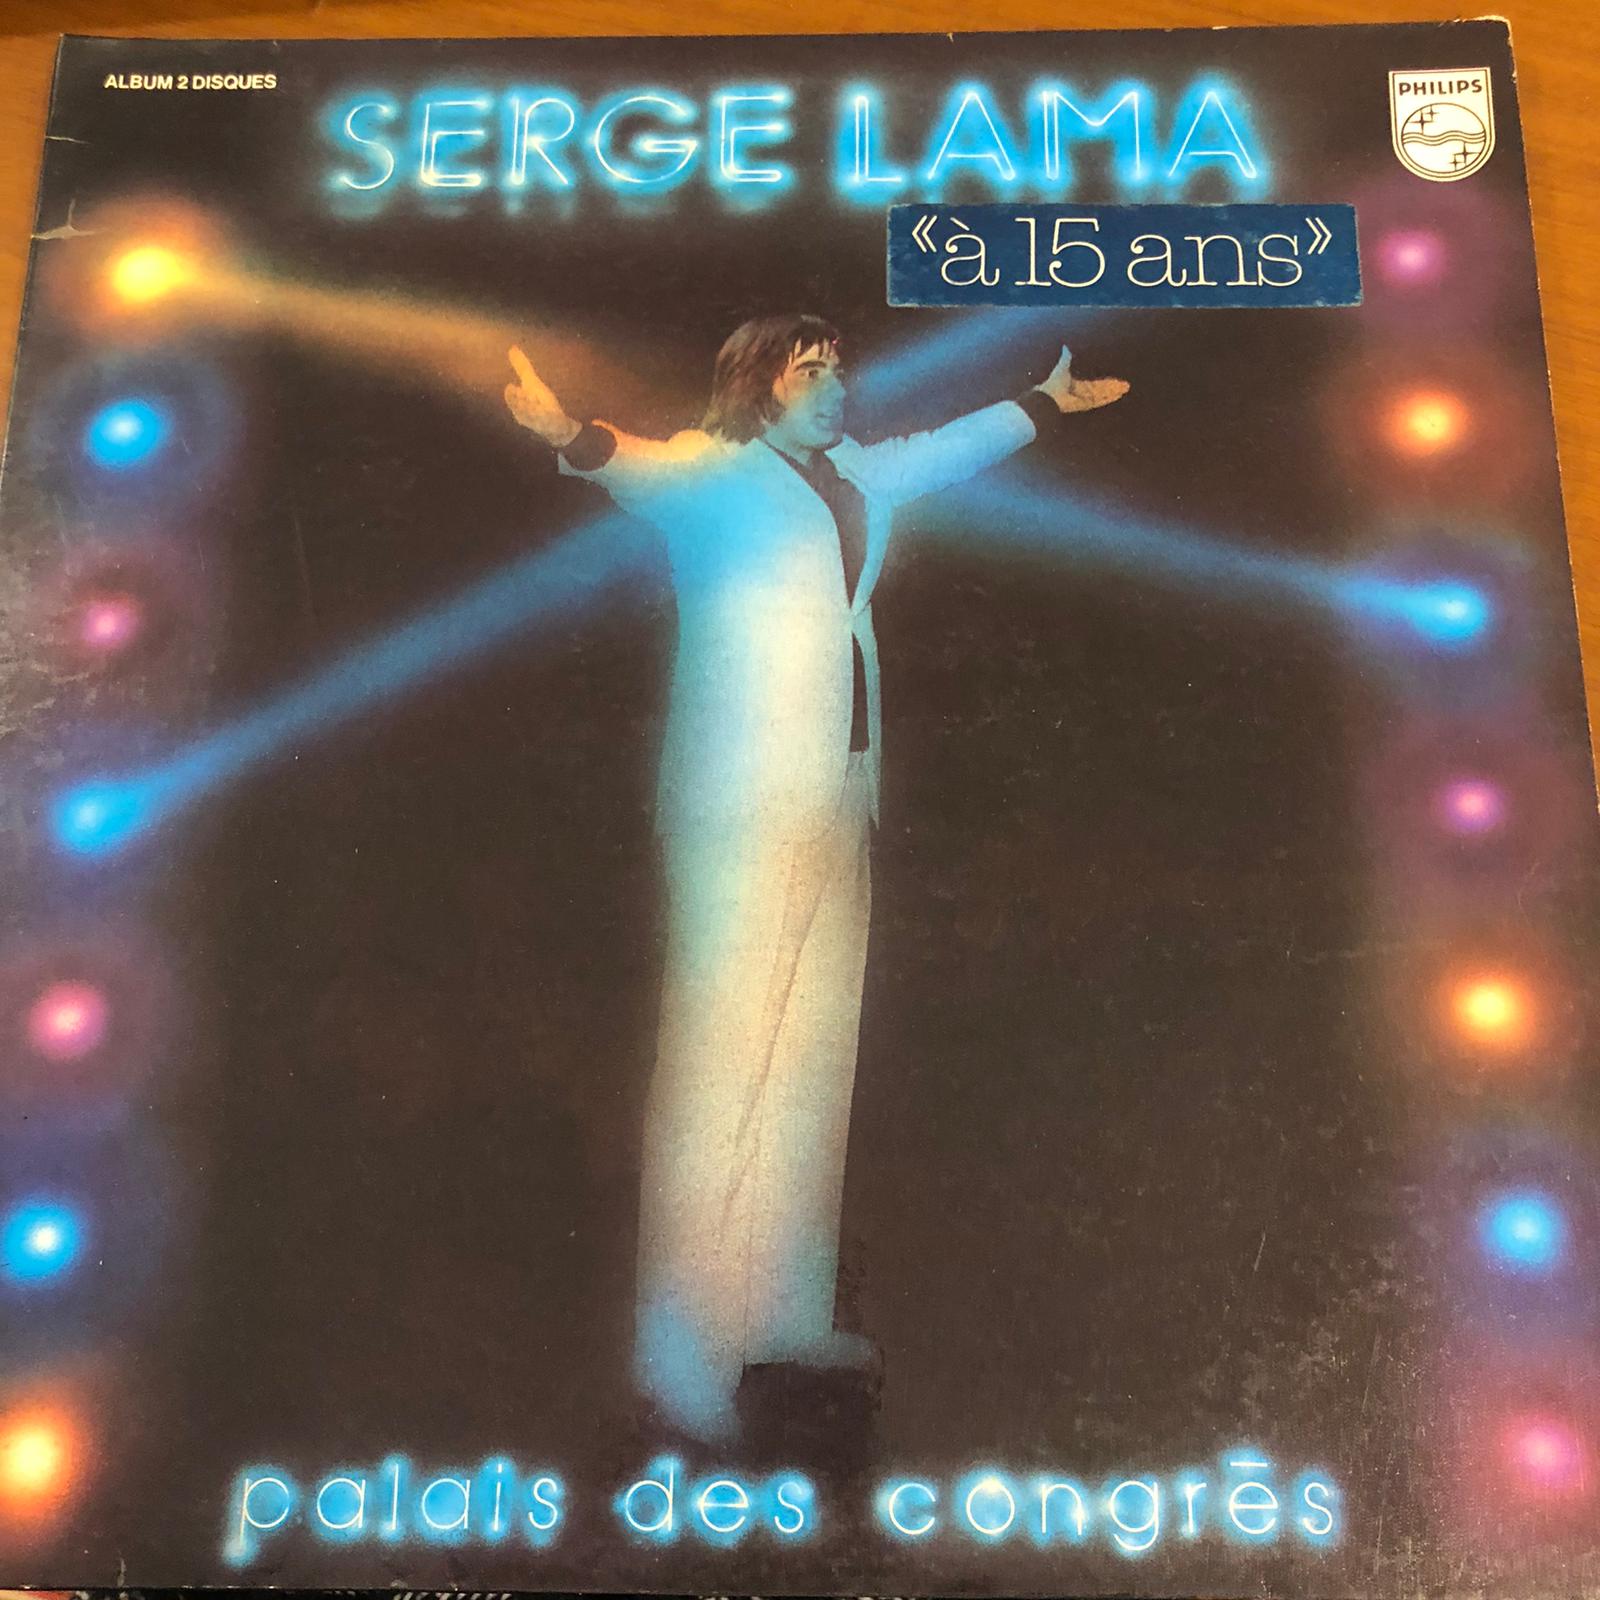 ALBUM 2 DISQUES
SERGE LAMA
PHILIPS
«à 15 ans»
palais des congrēs